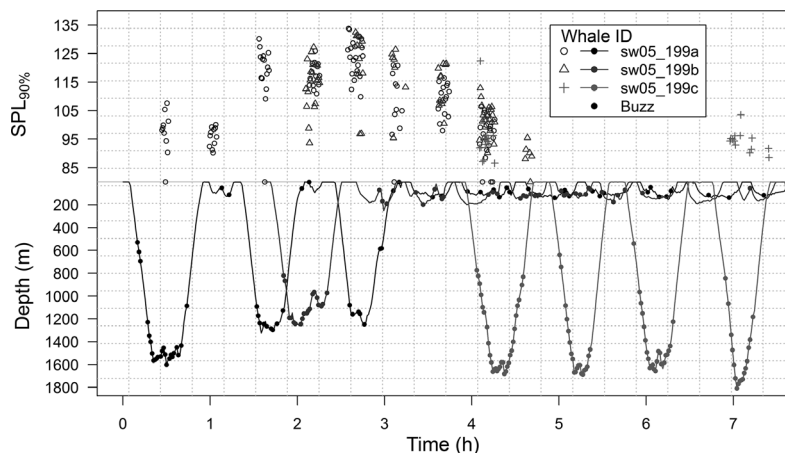 135
125
115
105
95
85
SPL90%
Whale ID
sw05_199a
sw05_199b
sw05_199c
Buzz
200
400
600
800
1000
1200
1400
1600
1800
Depth (m)
0 1 2 3 4 5 6 7
Time (h)